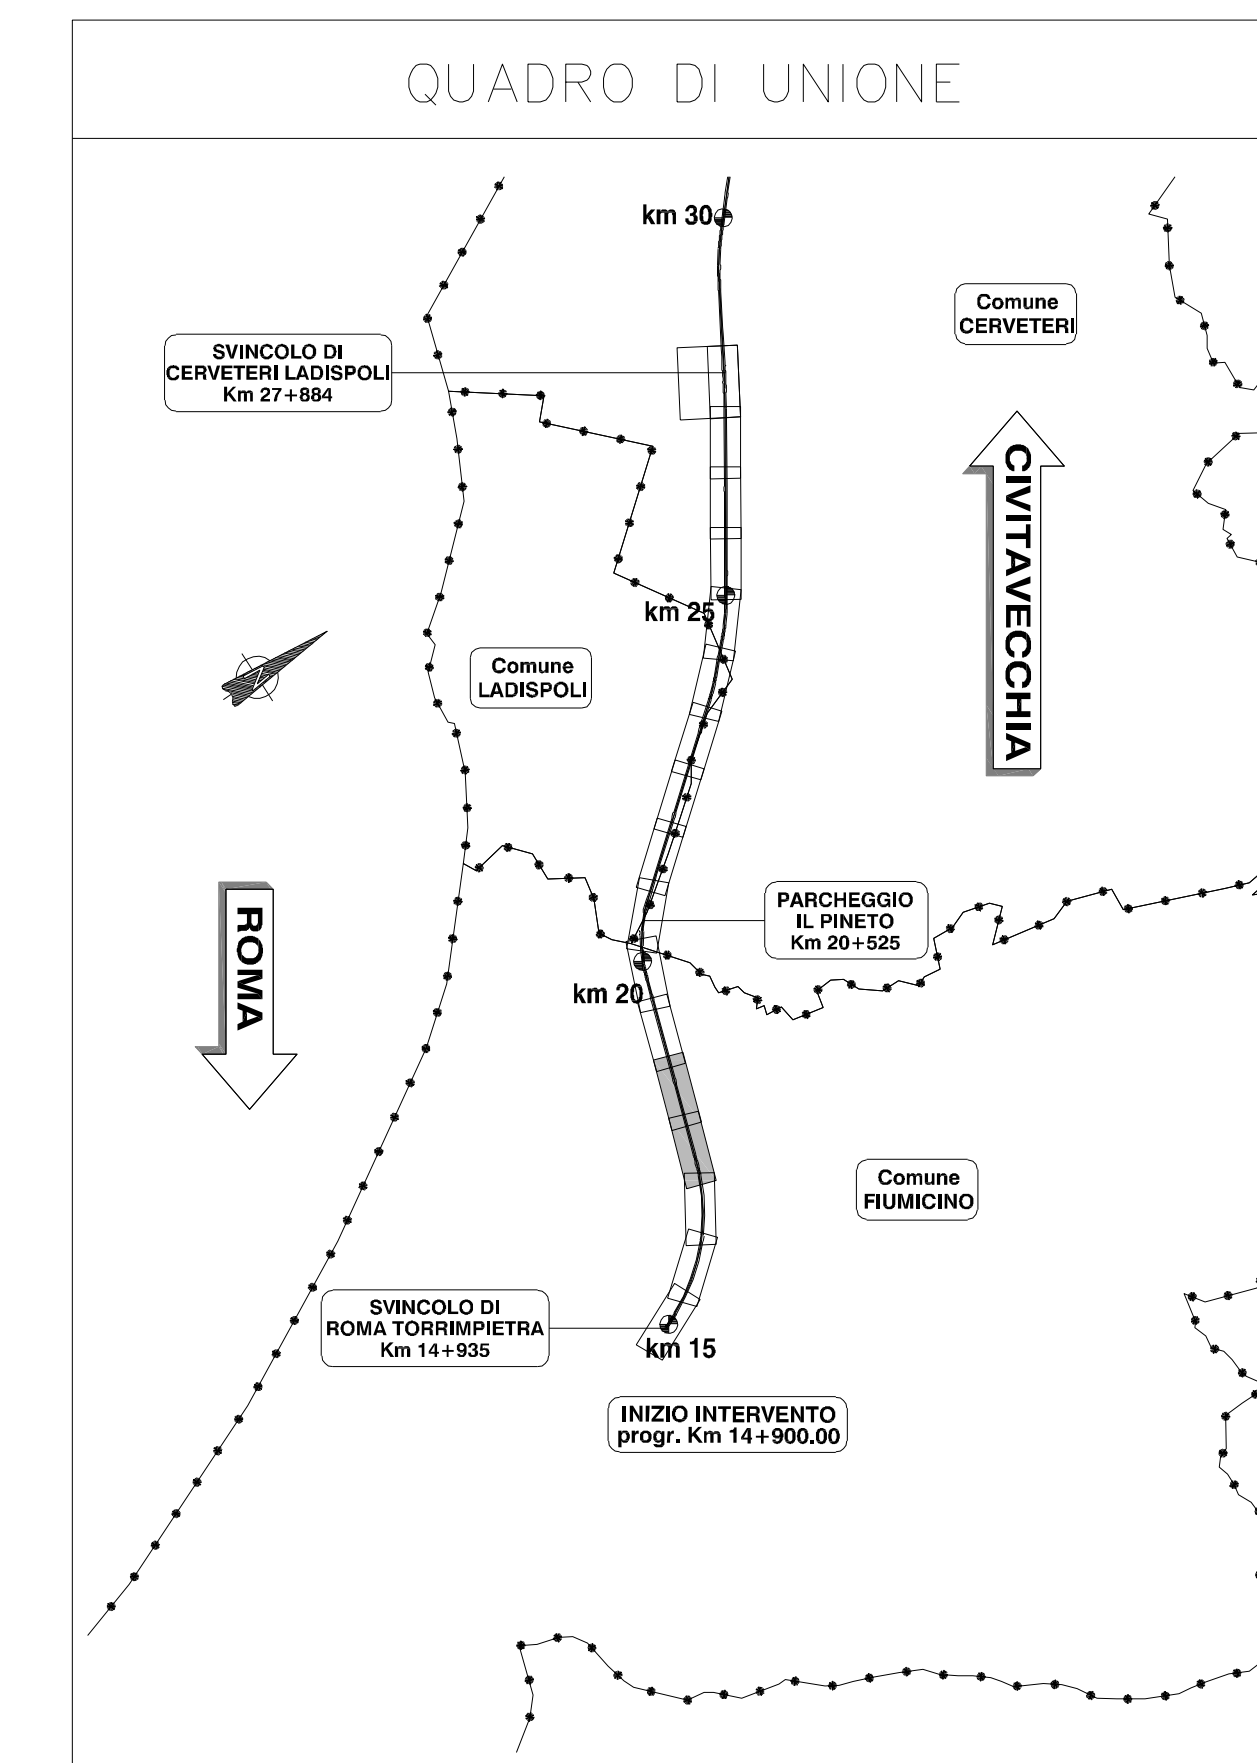 QUADRO DI UNIONE
km 30
Comune
CERVETERI
SVINCOLO DI
CERVETERI LADISPOLI
Km 27+884
CIVITAVECCHIA
km 25
Comune
LADISPOLI
N
ROMA
PARCHEGGIO
IL PINETO
Km 20+525
km 20
Comune
FIUMICINO
SVINCOLO DI
ROMA TORRIMPIETRA
Km 14+935
km 15
INIZIO INTERVENTO
progr. Km 14+900.00